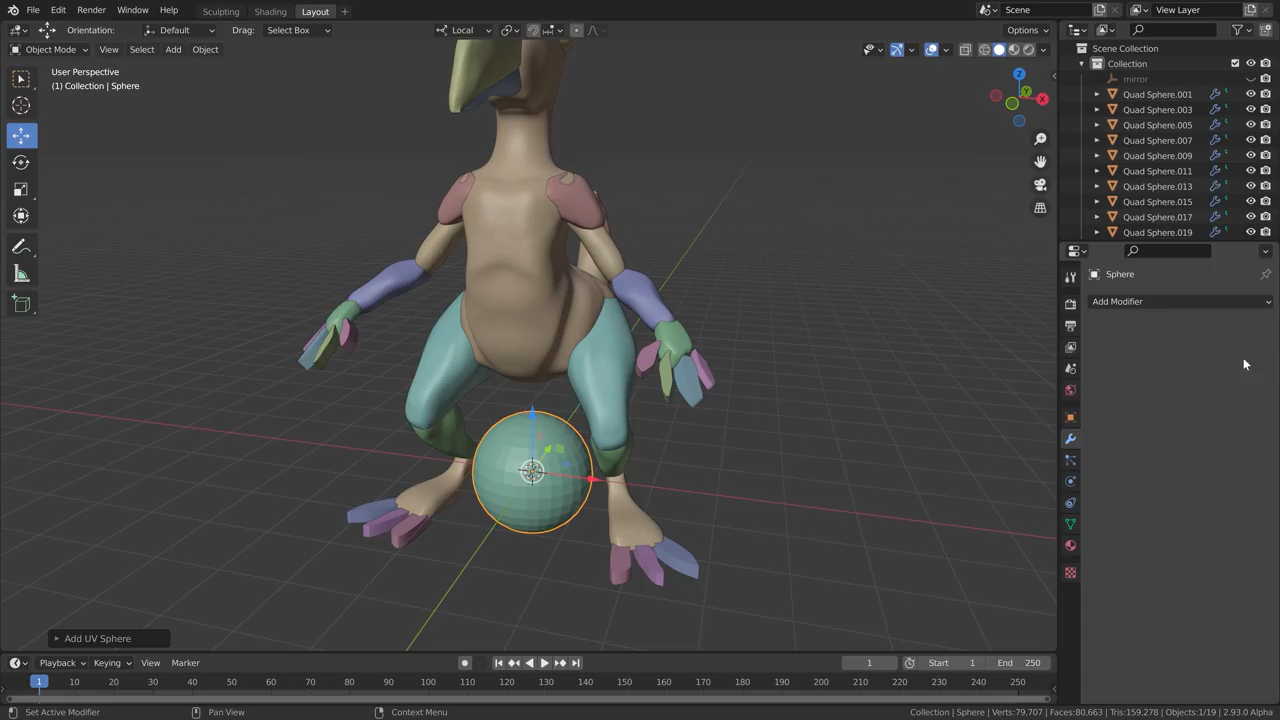 File Edit Render Window Help Sculpting Shading Layout + Scene View Layer
Orientation: Default Drag: Select Box Local Options
Object Mode View Select Add Object
User Perspective
(1) Collection | Sphere
Z
Y
X
Scene Collection
Collection
mirror
Quad Sphere.001
Quad Sphere.003
Quad Sphere.005
Quad Sphere.007
Quad Sphere.009
Quad Sphere.011
Quad Sphere.013
Quad Sphere.015
Quad Sphere.017
Quad Sphere.019
Sphere
Add Modifier
Add UV Sphere
Playback Keying View Marker 1 Start 1 End 250
1 10 20 30 40 50 60 70 80 90 100 110 120 130 140 150 160 170 180 190 200 210 220 230 240 250
Set Active Modifier Pan View Context Menu Collection | Sphere | Verts:79,707 | Faces:80,663 | Tris:159,278 | Objects:1/19 | 2.93.0 Alpha